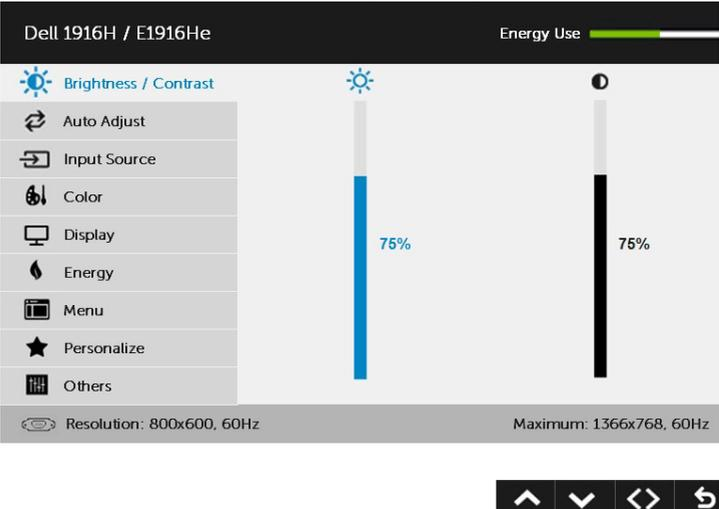 Dell 1916H / E1916He
Energy Use
Brightness / Contrast
Auto Adjust
Input Source
Color
Display
Energy
Menu
Personalize
Others
75%
75%
Resolution: 800x600, 60Hz
Maximum: 1366x768, 60Hz